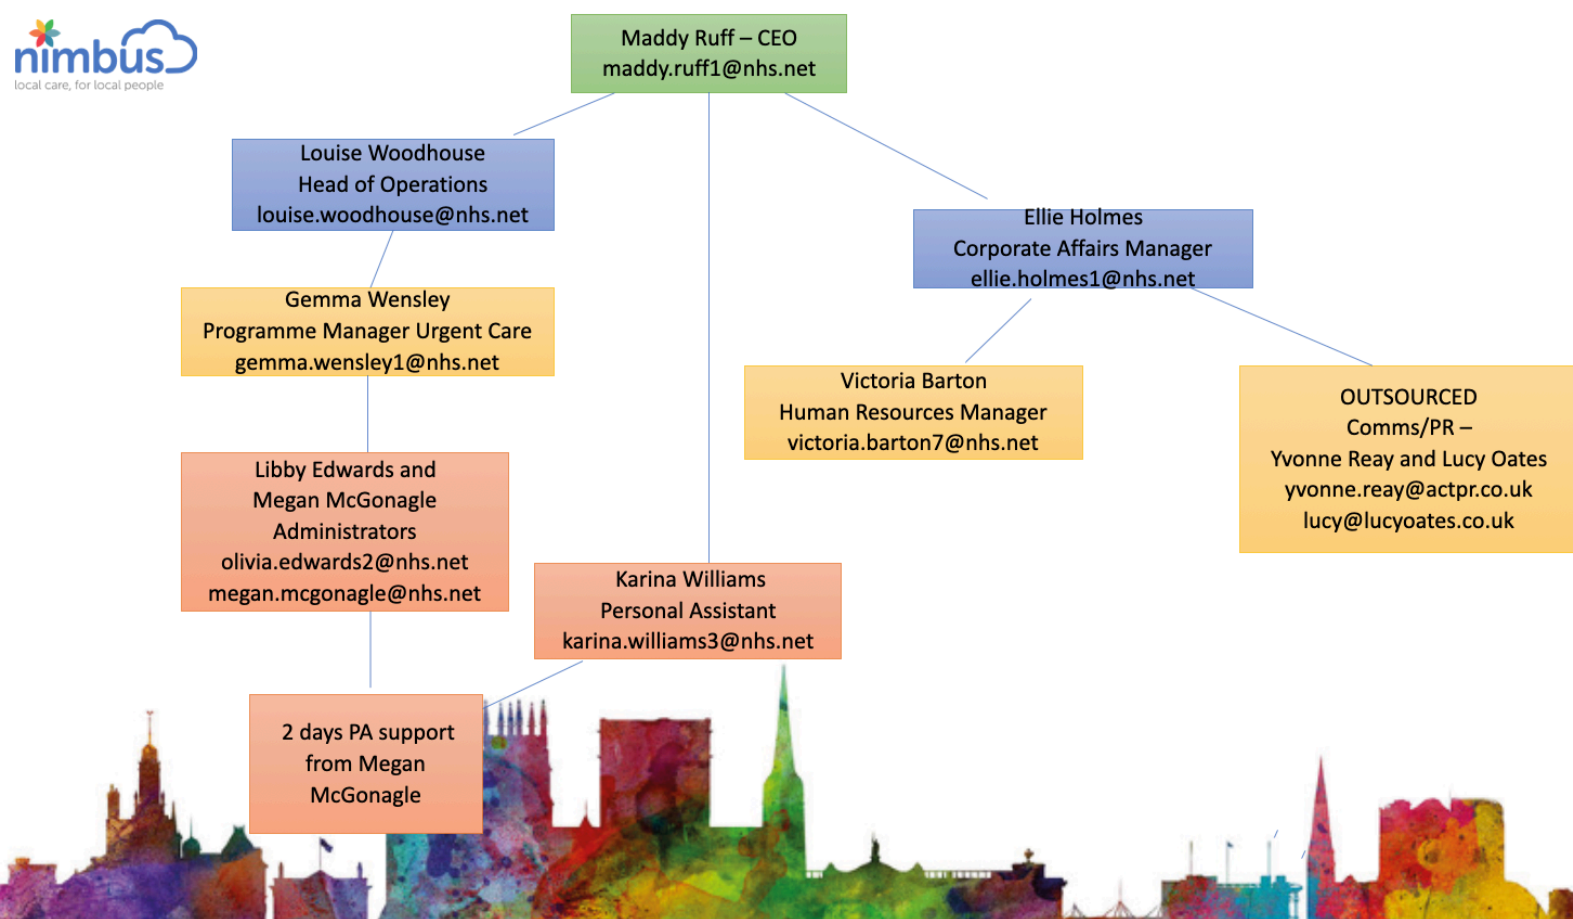 nimbus
local care, for local people
Maddy Ruff – CEO
maddy.ruff1@nhs.net
Louise Woodhouse
Head of Operations
louise.woodhouse@nhs.net
Ellie Holmes
Corporate Affairs Manager
ellie.holmes1@nhs.net
Gemma Wensley
Programme Manager Urgent Care
gemma.wensley1@nhs.net
Victoria Barton
Human Resources Manager
victoria.barton7@nhs.net
OUTSOURCED
Comms/PR –
Yvonne Reay and Lucy Oates
yvonne.reay@actpr.co.uk
lucy@lucyoates.co.uk
Libby Edwards and
Megan McGonagle
Administrators
olivia.edwards2@nhs.net
megan.mcgonagle@nhs.net
Karina Williams
Personal Assistant
karina.williams3@nhs.net
2 days PA support
from Megan
McGonagle